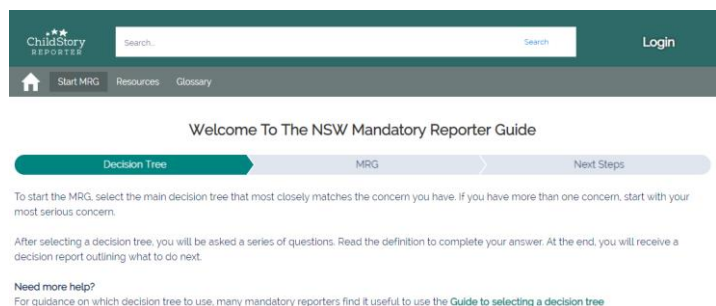 ChildStory
REPORTER
Search...
Search
Login
Start MRG Resources Glossary
Welcome To The NSW Mandatory Reporter Guide
Decision Tree MRG Next Steps
To start the MRG, select the main decision tree that most closely matches the concern you have. If you have more than one concern, start with your
most serious concern.
After selecting a decision tree, you will be asked a series of questions. Read the definition to complete your answer. At the end, you will receive a
decision report outlining what to do next.
Need more help?
For guidance on which decision tree to use, many mandatory reporters find it useful to use the Guide to selecting a decision tree